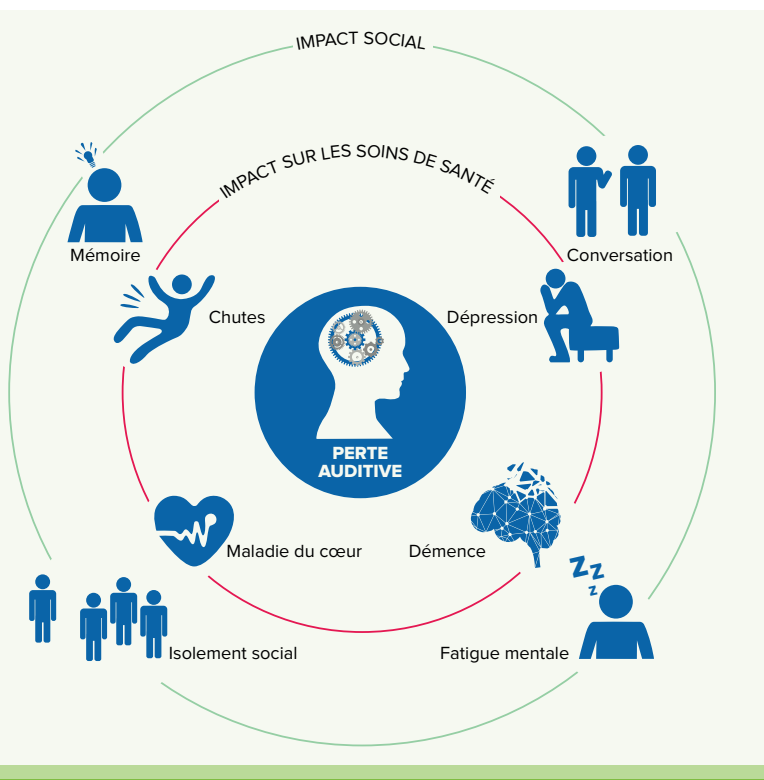 IMPACT SOCIAL
IMPACT SUR LES SOINS DE SANTÉ
Mémoire
Conversation
Chutes
Dépression
PERTE
AUDITIVE
Maladie du cœur
Démence
Zzz
Isolement social
Fatigue mentale